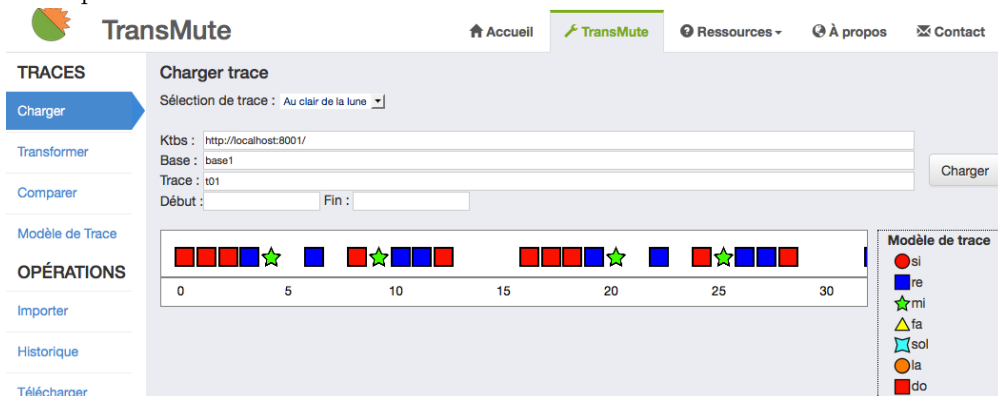 TransMute
Accueil
TransMute
Ressources
À propos
Contact
TRACES
Charger
Transformer
Comparer
Modèle de Trace
OPÉRATIONS
Importer
Historique
Télécharger
Charger trace
Sélection de trace : Au clair de la lune
Ktbs : http://localhost:8001/
Base : base1
Trace : t01
Début : Fin :
Charger
0 5 10 15 20 25 30
Modèle de trace
si
re
mi
fa
sol
la
do